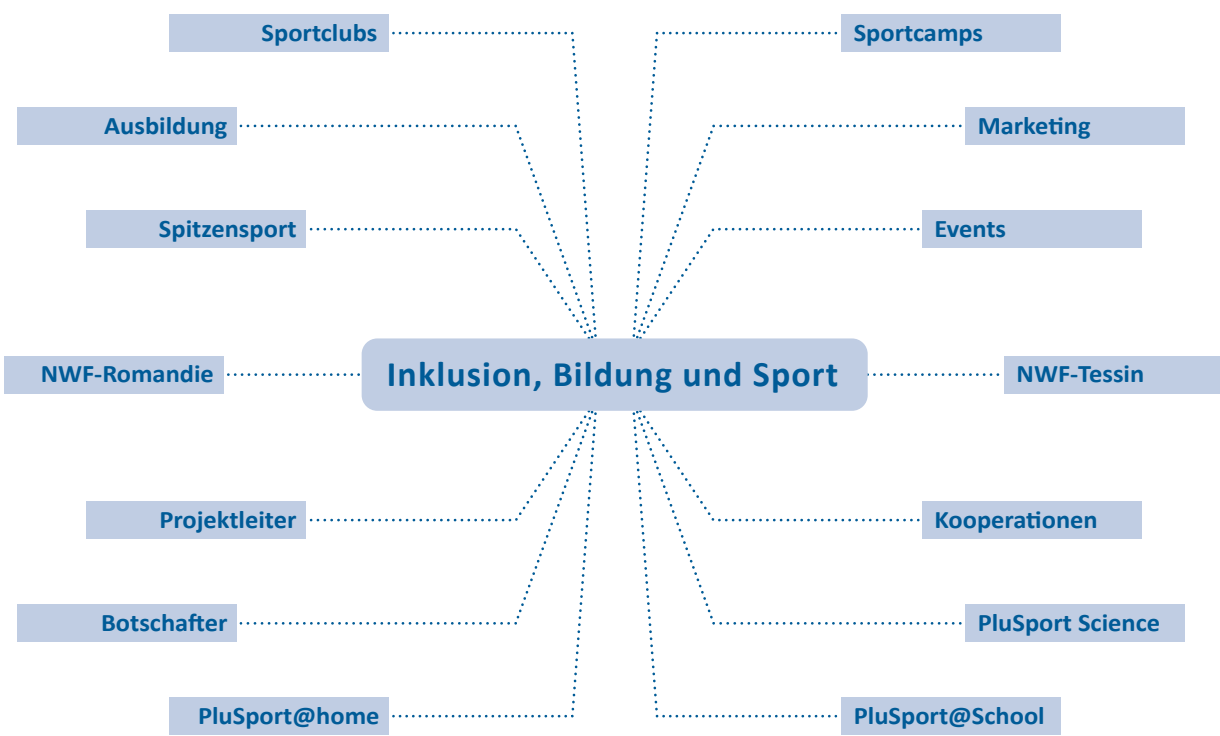 Sportclubs
Sportcamps
Ausbildung
Marketing
Spitzensport
Events
NWF-Romandie
Inklusion, Bildung und Sport
NWF-Tessin
Projektleiter
Kooperationen
Botschafter
PluSport Science
PluSport@home
PluSport@School